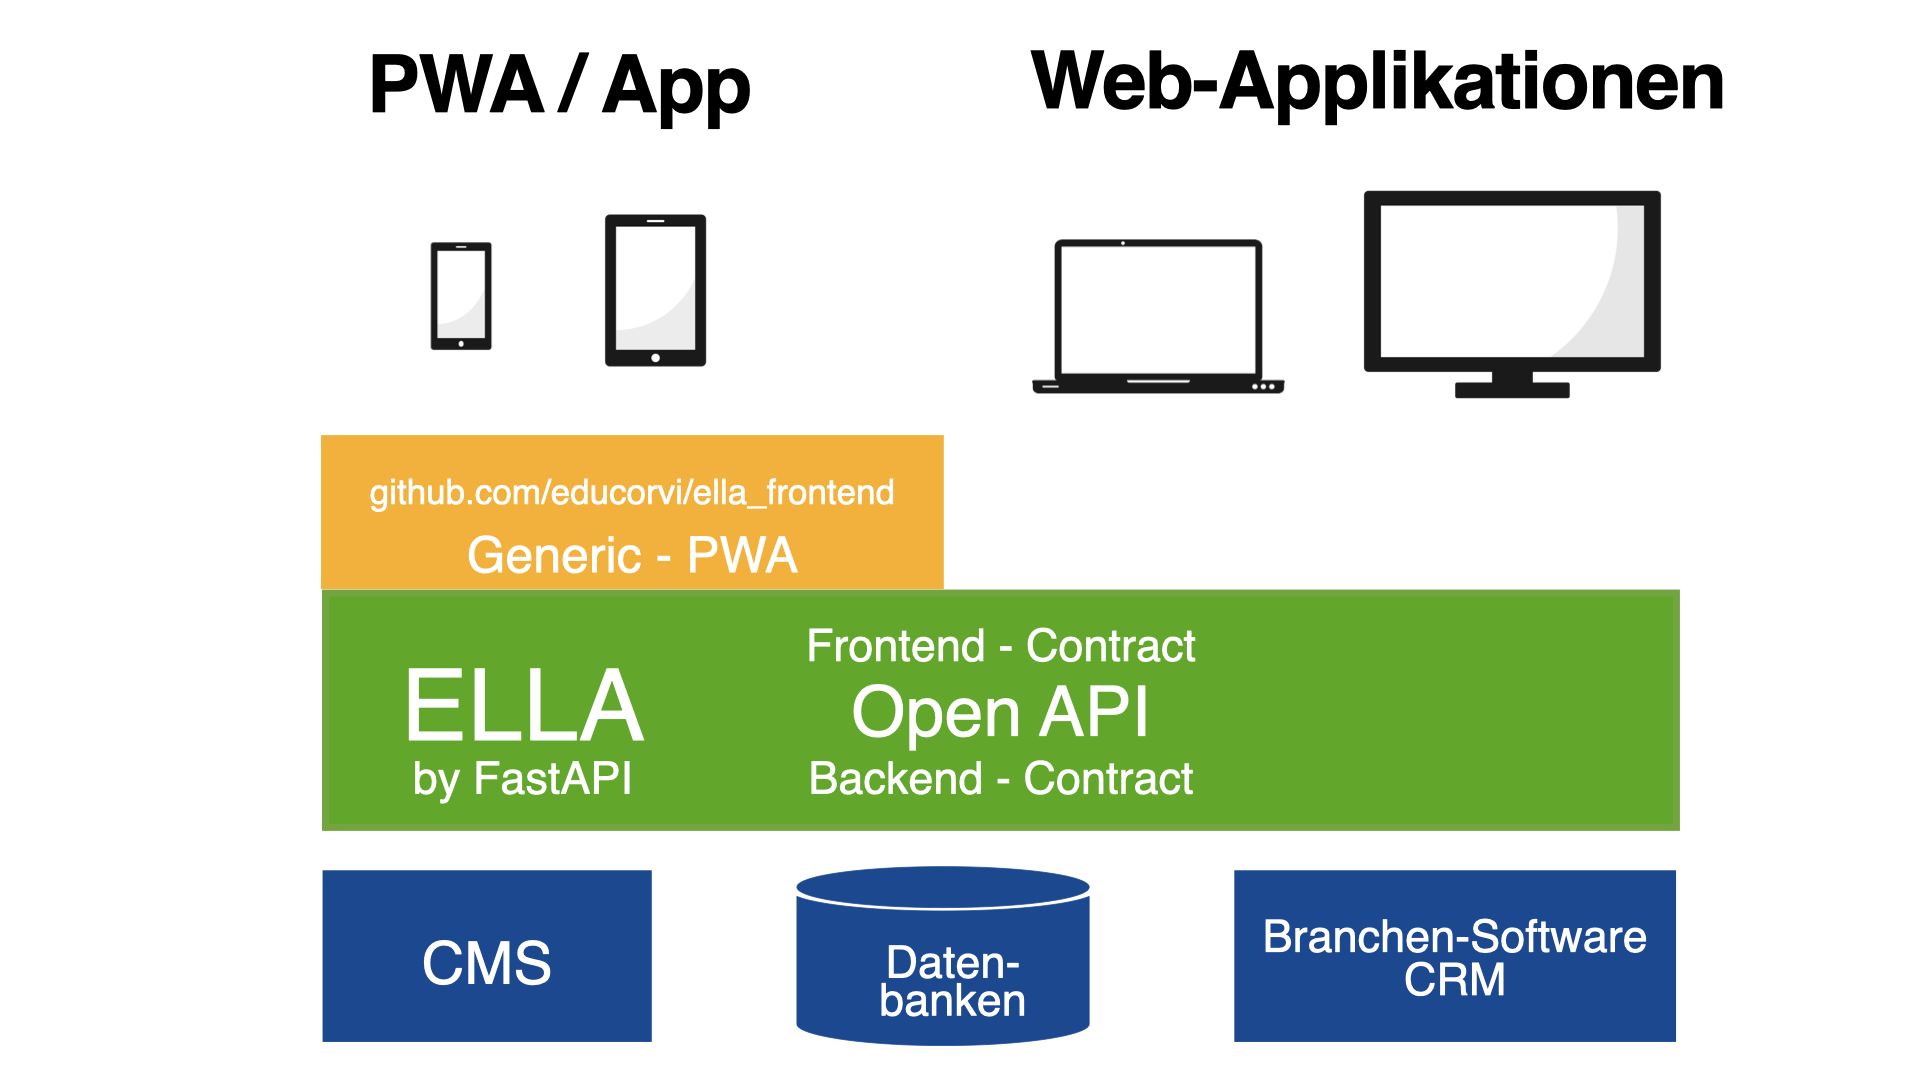 PWA / App
Web-Applikationen
github.com/educorvi/ella_frontend
Generic - PWA
ELLA
by FastAPI
Frontend - Contract
Open API
Backend - Contract
CMS
Daten-
banken
Branchen-Software
CRM